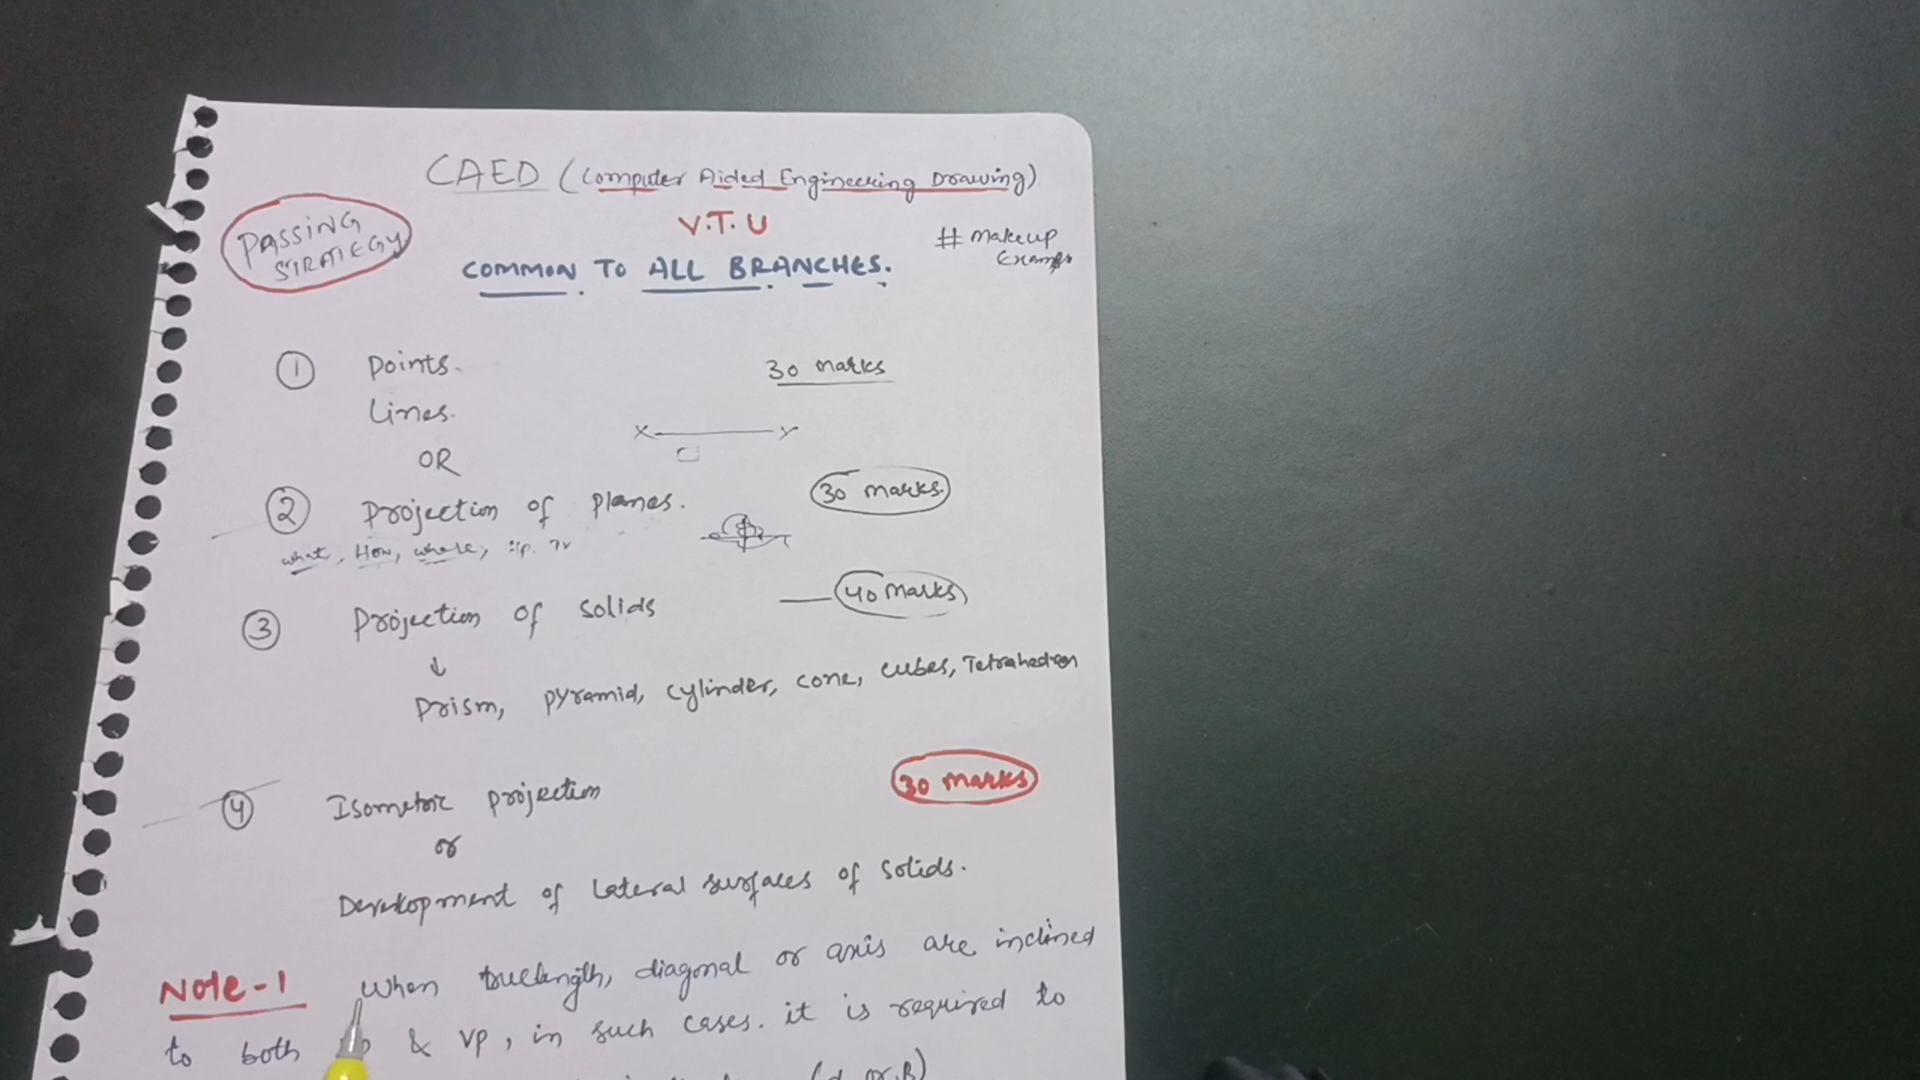 CAED (Computer Aided Engineering Drawing)
V.T.U
PASSING
STRATEGY
# Makeup
Exams
COMMON TO ALL BRANCHES.
1 Points. 30 marks
Lines.
X Y
OR
2 Projection of planes. 30 marks.
what, How, where,
3 Projection of solids 40 marks
Prism, pyramid, cylinder, cone, cubes, Tetrahedron
4 Isometric projection 30 marks
or
Development of Lateral surfaces of solids.
Note-1 When truelength, diagonal or axis are inclined
to both & VP, in such cases. it is required to